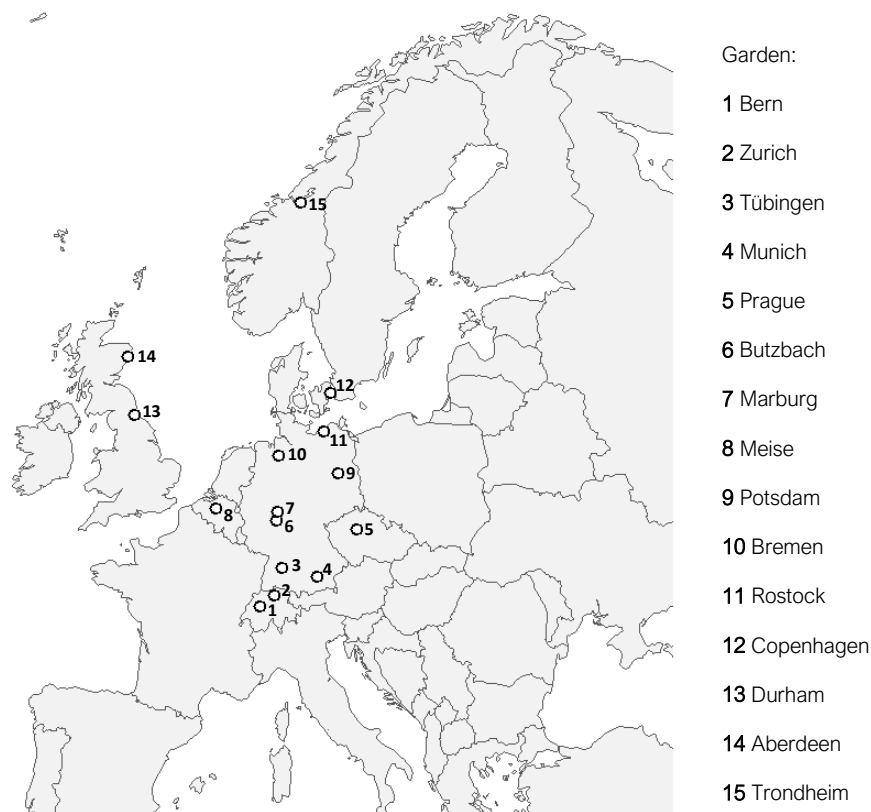 15
14
13
12
11
10
9
8
7
6
5
3
4
2
1
Garden:
1 Bern
2 Zurich
3 Tübingen
4 Munich
5 Prague
6 Butzbach
7 Marburg
8 Meise
9 Potsdam
10 Bremen
11 Rostock
12 Copenhagen
13 Durham
14 Aberdeen
15 Trondheim